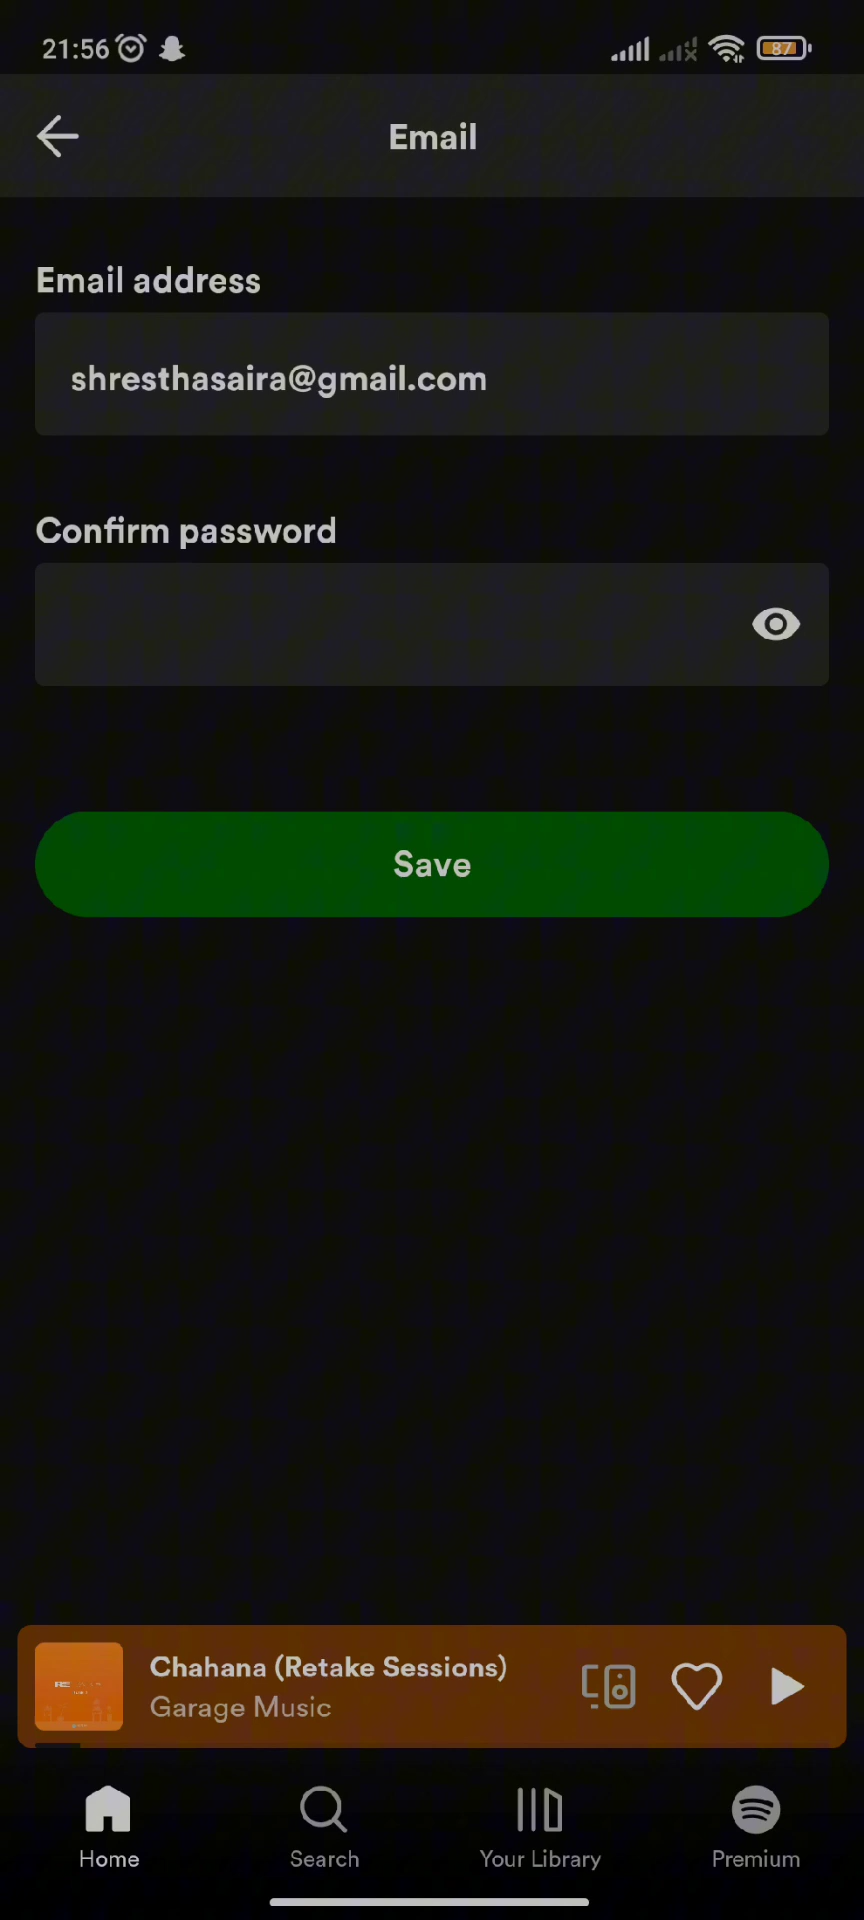 21:56
87
Email
Email address
shresthasaira@gmail.com
Confirm password
Save
Chahana (Retake Sessions)
Garage Music
Home
Search
Your Library
Premium